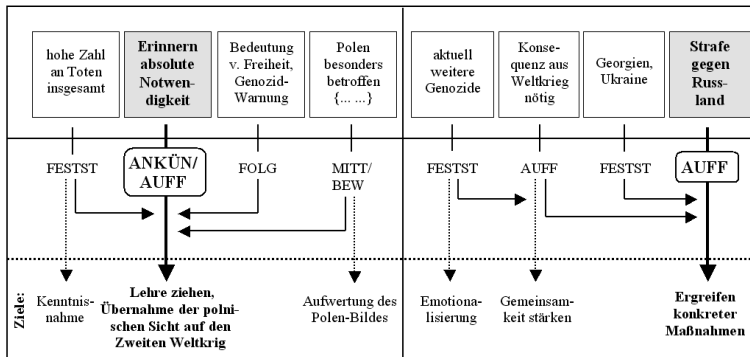 hohe Zahl
an Toten
insgesamt
Erinnern
absolute
Notwen-
digkeit
Bedeutung
v. Freiheit,
Genozid-
Warnung
Polen
besonders
betroffen
{... ...}
aktuell
weitere
Genozide
Konse-
quenz aus
Weltkrieg
nötig
Georgien,
Ukraine
Strafe
gegen
Russ-
land
FESTST
ANKÜN/
AUFF
FOLG
MITT/
BEW
FESTST
AUFF
FESTST
AUFF
Ziele:
Kenntnis-
nahme
Lehre ziehen,
Übernahme der polni-
schen Sicht auf den
Zweiten Weltkrig
Aufwertung des
Polen-Bildes
Emotiona-
lisierung
Gemeinsam-
keit stärken
Ergreifen
konkreter
Maßnahmen